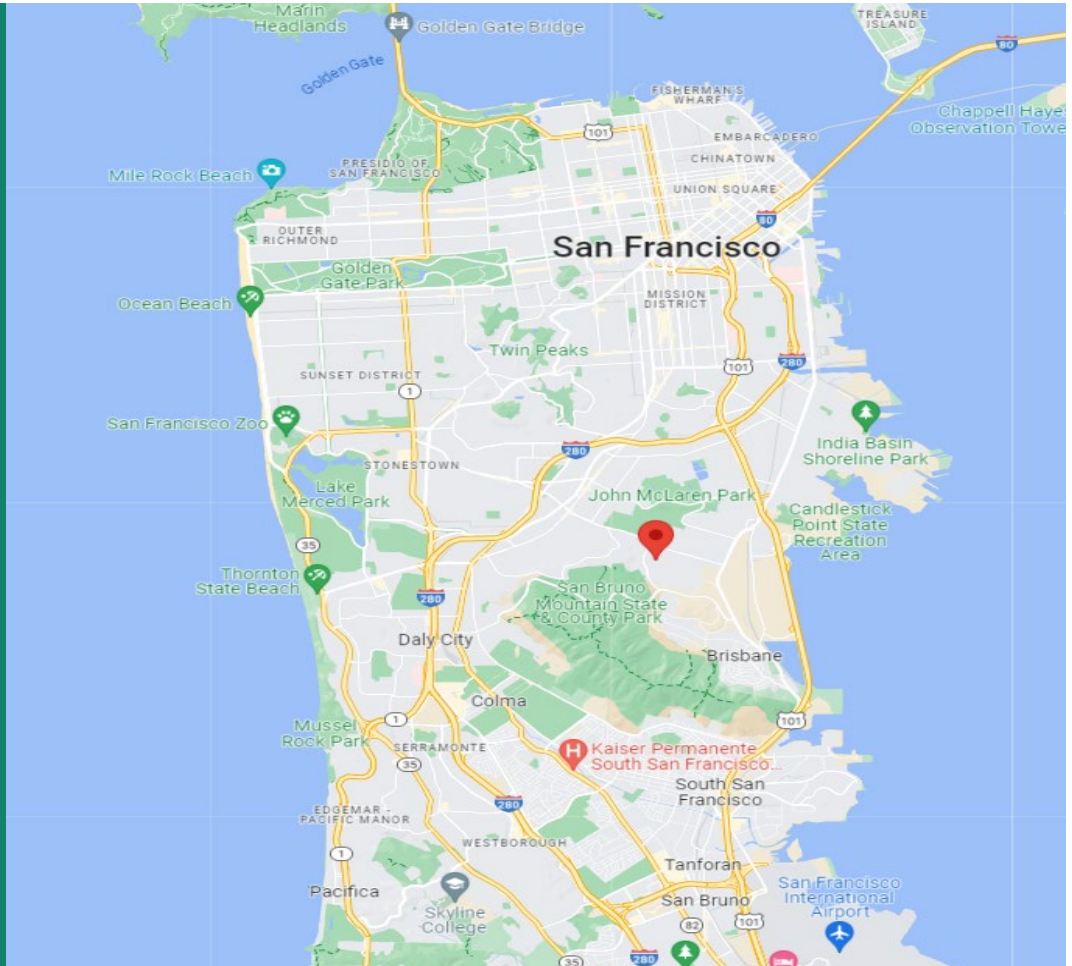 Marin
Headlands
Golden Gate Bridge
TREASURE
ISLAND
80
Golden Gate
FISHERMAN'S
WHARF
Chappell Hayes
Observation Towe
101
EMBARCADERO
CHINATOWN
PRESIDIO OF
SAN FRANCISCO
Mile Rock Beach
UNION SQUARE
80
OUTER
RICHMOND
San Francisco
Golden
Gate Park
Ocean Beach
MISSION
DISTRICT
Twin Peaks
280
101
SUNSET DISTRICT
1
San Francisco Zoo
India Basin
Shoreline Park
280
STONESTOWN
Lake
Merced Park
John McLaren Park
Candlestick
Point State
Recreation
Area
35
Thornton
State Beach
San Bruno
Mountain State
& County Park
280
Daly City
Brisbane
Colma
1
101
Mussel
Rock Park
SERRAMONTE
35
H
Kaiser Permanente
South San Francisco...
South San
Francisco
280
EDGEMAR -
PACIFIC MANOR
WESTBOROUGH
1
Tanforan
Pacifica
San Francisco
International
Airport
Skyline
College
San Bruno
82
101
35
280